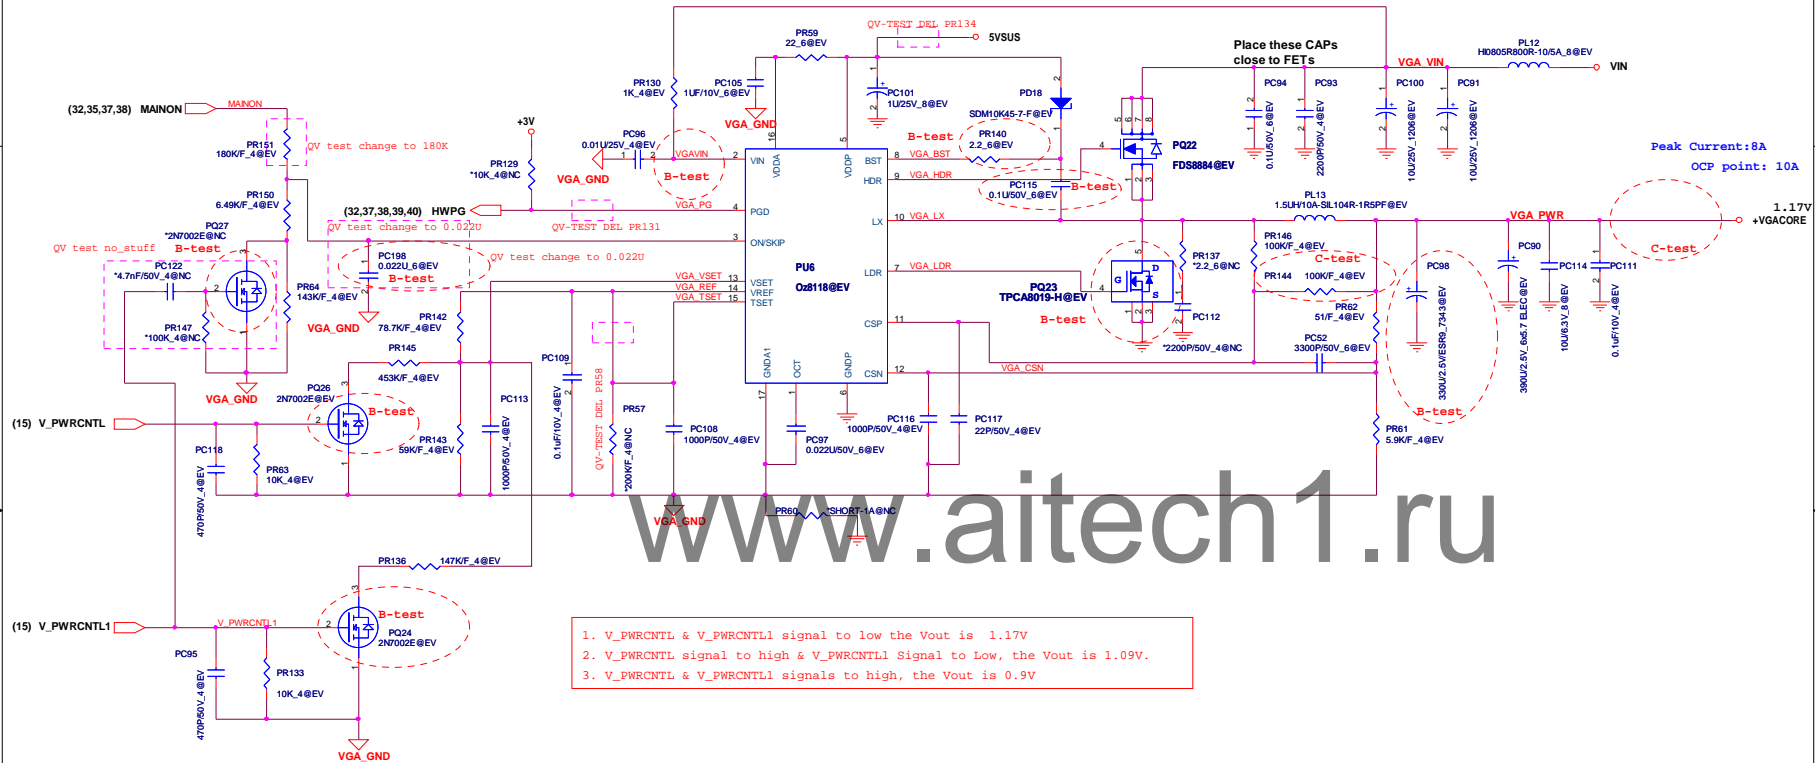 QV-TEST DEL PR134
5VSUS
PR59
22_6@EV
Place these CAPs
close to FETs
PL12
HI0805R800R-10/5A_8@EV
VIN
VGA_VIN
PR130
1K_4@EV
PC105
1UF/10V_6@EV
VGA_GND
PC101
1U/25V_8@EV
PD18
SDM10K45-7-F@EV
PC94
0.1U/50V_6@EV
PC93
2200P/50V_4@EV
PC100
10U/25V_1206@EV
PC91
10U/25V_1206@EV
(32,35,37,38) MAINON
MAINON
PR151
180K/F_4@EV
QV test change to 180K
+3V
PR129
*10K_4@NC
PC96
0.01U/25V_4@EV
VGA_GND
VGAVIN
B-test
B-test
PR140
2.2_6@EV
VGA_BST
VGA_HDR
PC115
0.1U/50V_6@EV
B-test
PQ22
FDS8884@EV
Peak Current:8A
OCP point: 10A
PR150
6.49K/F_4@EV
(32,37,38,39,40) HWPG
VGA_PG
QV test change to 0.022U
QV-TEST DEL PR131
VGA_LX
PL13
1.5UH/10A-SIL104R-1R5PF@EV
VGA_PWR
1.17V
+VGACORE
PQ27
*2N7002E@NC
QV test no_stuff
B-test
PC122
*4.7nF/50V_4@NC
PR147
*100K_4@NC
PR64
143K/F_4@EV
VGA_GND
PC198
0.022U_6@EV
B-test
QV test change to 0.022U
VGA_GND
VGA_VSET
VGA_REF
VGA_TSET
VIN
VDDA
VDDP
BST
HDR
PGD
ON/SKIP
LX
VSET
VREF
TSET
LDR
CSP
CSN
GNDA1
OCT
GNDP
2
16
5
8
9
4
3
10
13
14
15
7
11
12
17
1
6
PU6
Oz8118@EV
VGA_LDR
PQ23
TPCA8019-H@EV
B-test
G
D
S
PR137
*2.2_6@NC
PC112
*2200P/50V_4@NC
PR146
100K/F_4@EV
C-test
PR144
100K/F_4@EV
PR62
51/F_4@EV
PC52
3300P/50V_6@EV
VGA_CSN
PC98
330U/2.5V/ESR9_7343@EV
B-test
PC90
390U/2.5V_6x5.7 ELEC@EV
PC114
10U/6.3V_8@EV
PC111
0.1uF/10V_4@EV
C-test
PR61
5.9K/F_4@EV
PR142
78.7K/F_4@EV
PR145
453K/F_4@EV
PQ26
2N7002E@EV
B-test
PR143
59K/F_4@EV
PC113
1000P/50V_4@EV
PC109
0.1uF/10V_4@EV
QV-TEST DEL PR58
PR57
*200K/F_4@NC
PC108
1000P/50V_4@EV
PC97
0.022U/50V_6@EV
PC116
1000P/50V_4@EV
PC117
22P/50V_4@EV
(15) V_PWRCNTL
PC118
470P/50V_4@EV
PR63
10K_4@EV
VGA_GND
PR60
*SHORT-1A@NC
www.aitech1.ru
PR136
147K/F_4@EV
(15) V_PWRCNTL1
V_PWRCNTL1
B-test
PQ24
2N7002E@EV
PC95
470P/50V_4@EV
PR133
10K_4@EV
VGA_GND
1. V_PWRCNTL & V_PWRCNTL1 signal to low the Vout is 1.17V
2. V_PWRCNTL signal to high & V_PWRCNTL1 Signal to Low, the Vout is 1.09V.
3. V_PWRCNTL & V_PWRCNTL1 signals to high, the Vout is 0.9V